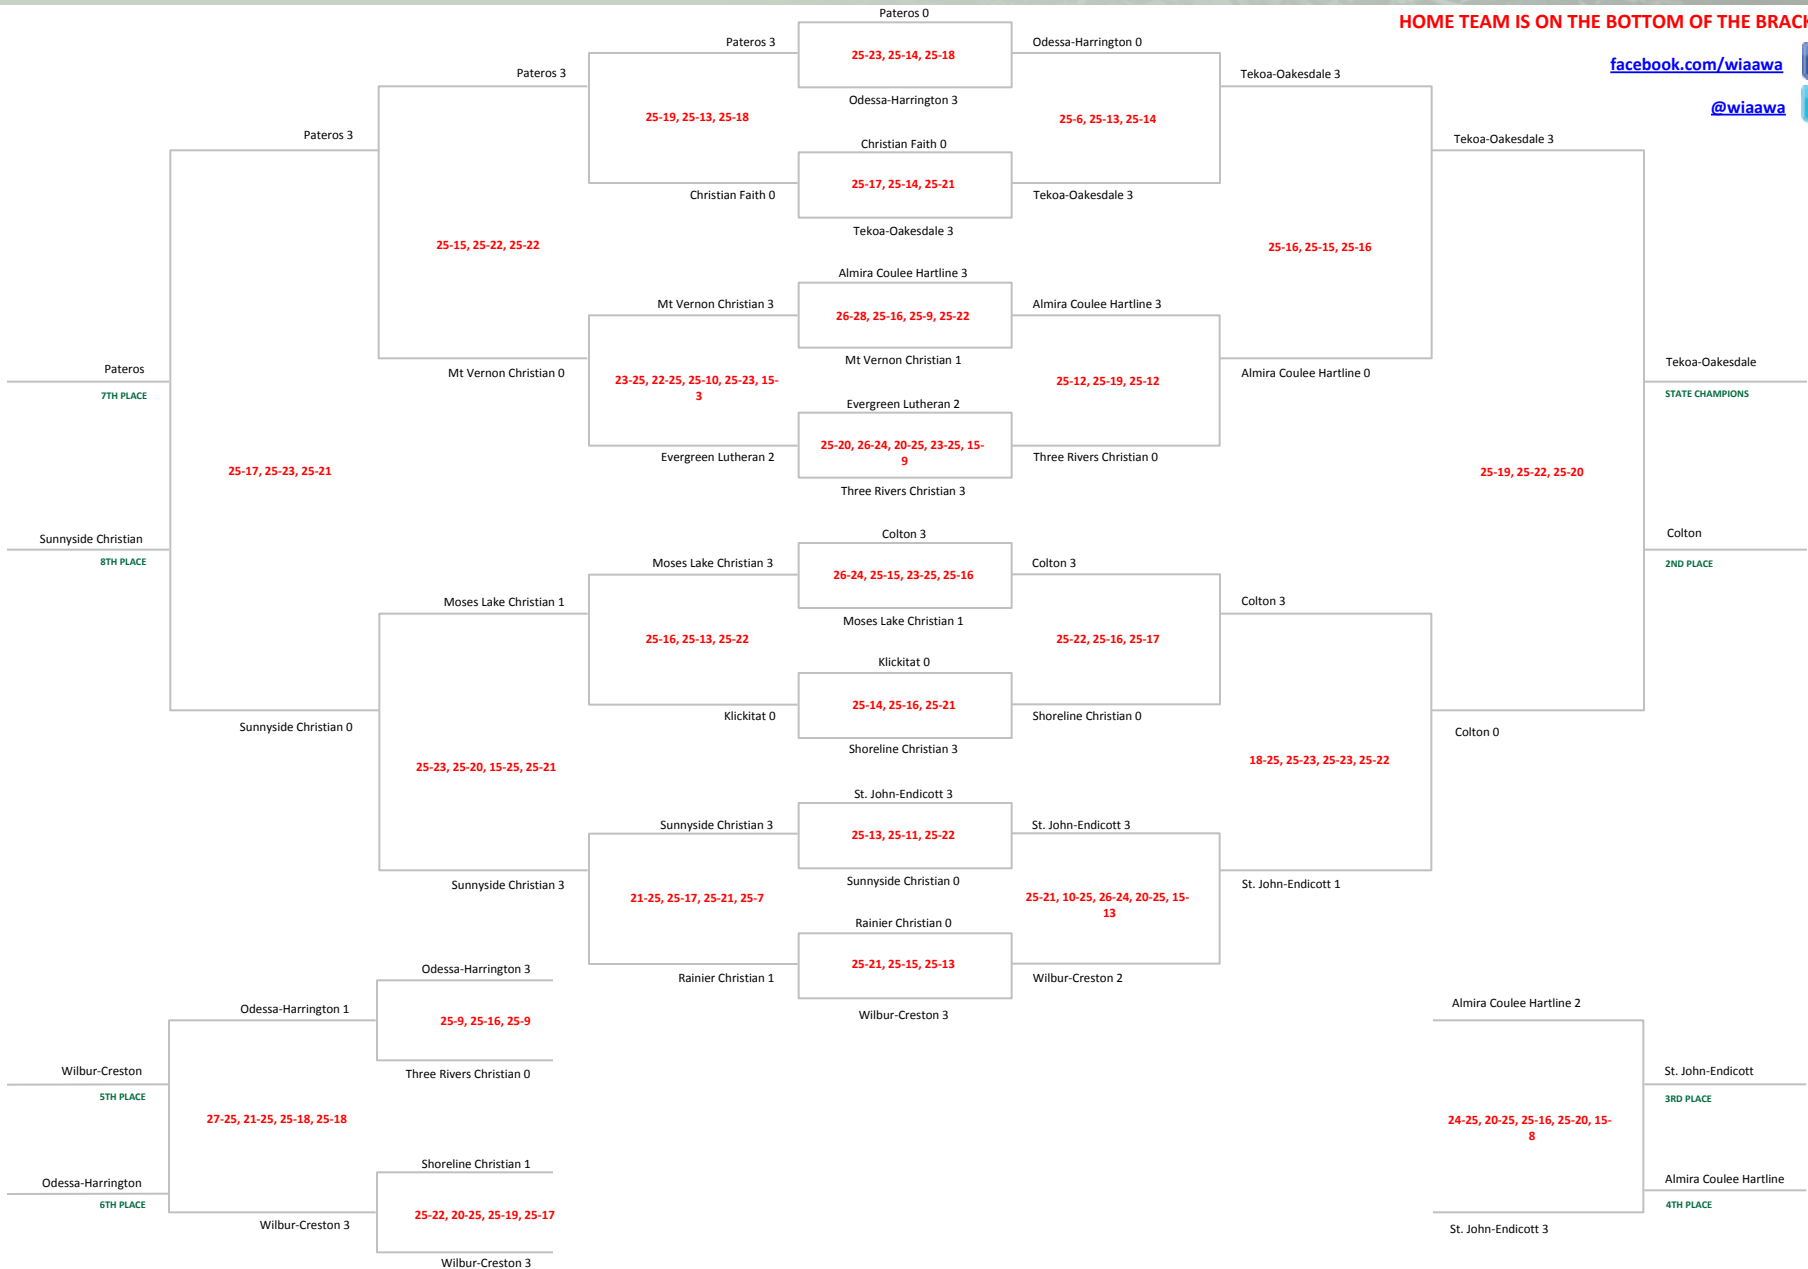 HOME TEAM IS ON THE BOTTOM OF THE BRACK
facebook.com/wiaawa
@wiaawa
Pateros 0
25-23, 25-14, 25-18
Odessa-Harrington 3
Christian Faith 0
25-17, 25-14, 25-21
Tekoa-Oakesdale 3
Almira Coulee Hartline 3
26-28, 25-16, 25-9, 25-22
Mt Vernon Christian 1
Evergreen Lutheran 2
25-20, 26-24, 20-25, 23-25, 15-
9
Three Rivers Christian 3
Colton 3
26-24, 25-15, 23-25, 25-16
Moses Lake Christian 1
Klickitat 0
25-14, 25-16, 25-21
Shoreline Christian 3
St. John-Endicott 3
25-13, 25-11, 25-22
Sunnyside Christian 0
Rainier Christian 0
25-21, 25-15, 25-13
Wilbur-Creston 3
Pateros 3
25-19, 25-13, 25-18
Christian Faith 0
Mt Vernon Christian 3
23-25, 22-25, 25-10, 25-23, 15-
3
Evergreen Lutheran 2
Moses Lake Christian 3
25-16, 25-13, 25-22
Klickitat 0
Sunnyside Christian 3
21-25, 25-17, 25-21, 25-7
Rainier Christian 1
Pateros 3
25-15, 25-22, 25-22
Mt Vernon Christian 0
Moses Lake Christian 1
25-23, 25-20, 15-25, 25-21
Sunnyside Christian 3
Pateros 3
25-17, 25-23, 25-21
Sunnyside Christian 0
Pateros
7TH PLACE
Sunnyside Christian
8TH PLACE
Odessa-Harrington 0
25-6, 25-13, 25-14
Tekoa-Oakesdale 3
Almira Coulee Hartline 3
25-12, 25-19, 25-12
Three Rivers Christian 0
Colton 3
25-22, 25-16, 25-17
Shoreline Christian 0
St. John-Endicott 3
25-21, 10-25, 26-24, 20-25, 15-
13
Wilbur-Creston 2
Tekoa-Oakesdale 3
25-16, 25-15, 25-16
Almira Coulee Hartline 0
Colton 3
18-25, 25-23, 25-23, 25-22
St. John-Endicott 1
Tekoa-Oakesdale 3
25-19, 25-22, 25-20
Colton 0
Tekoa-Oakesdale
STATE CHAMPIONS
Colton
2ND PLACE
Odessa-Harrington 3
25-9, 25-16, 25-9
Three Rivers Christian 0
Shoreline Christian 1
25-22, 20-25, 25-19, 25-17
Wilbur-Creston 3
Odessa-Harrington 1
27-25, 21-25, 25-18, 25-18
Wilbur-Creston 3
Wilbur-Creston
5TH PLACE
Odessa-Harrington
6TH PLACE
Almira Coulee Hartline 2
24-25, 20-25, 25-16, 25-20, 15-
8
St. John-Endicott 3
St. John-Endicott
3RD PLACE
Almira Coulee Hartline
4TH PLACE